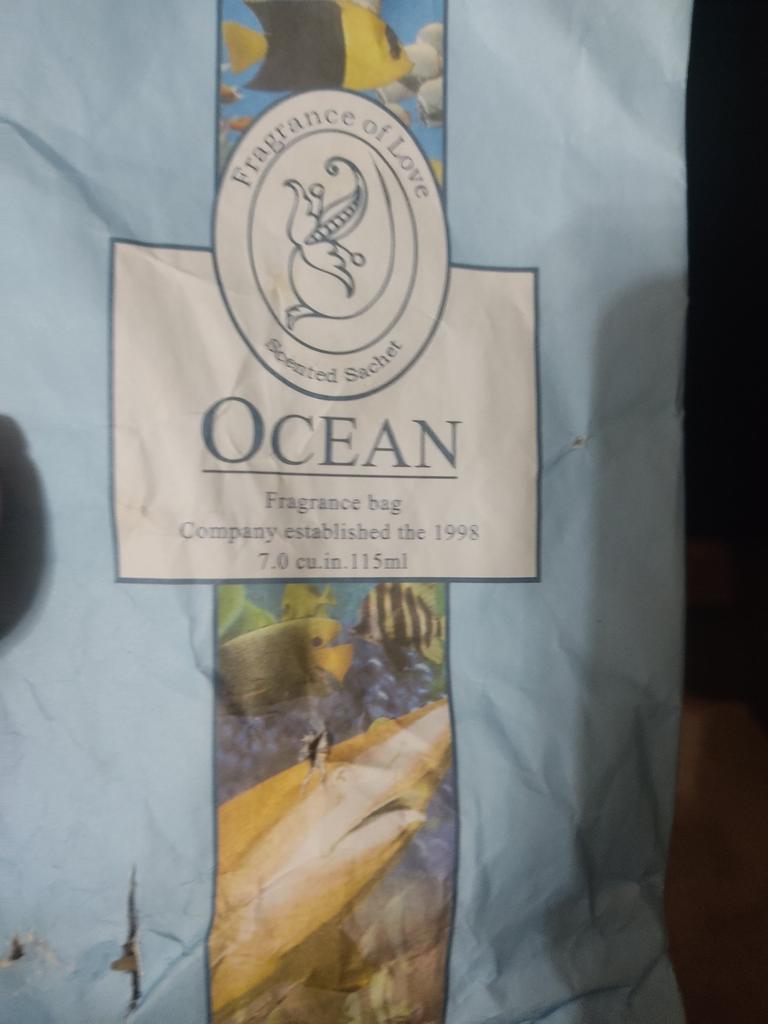 Fragrance of Love
Scented Sachet
OCEAN
Fragrance bag
Company established the 1998
7.0 cu.in.115ml